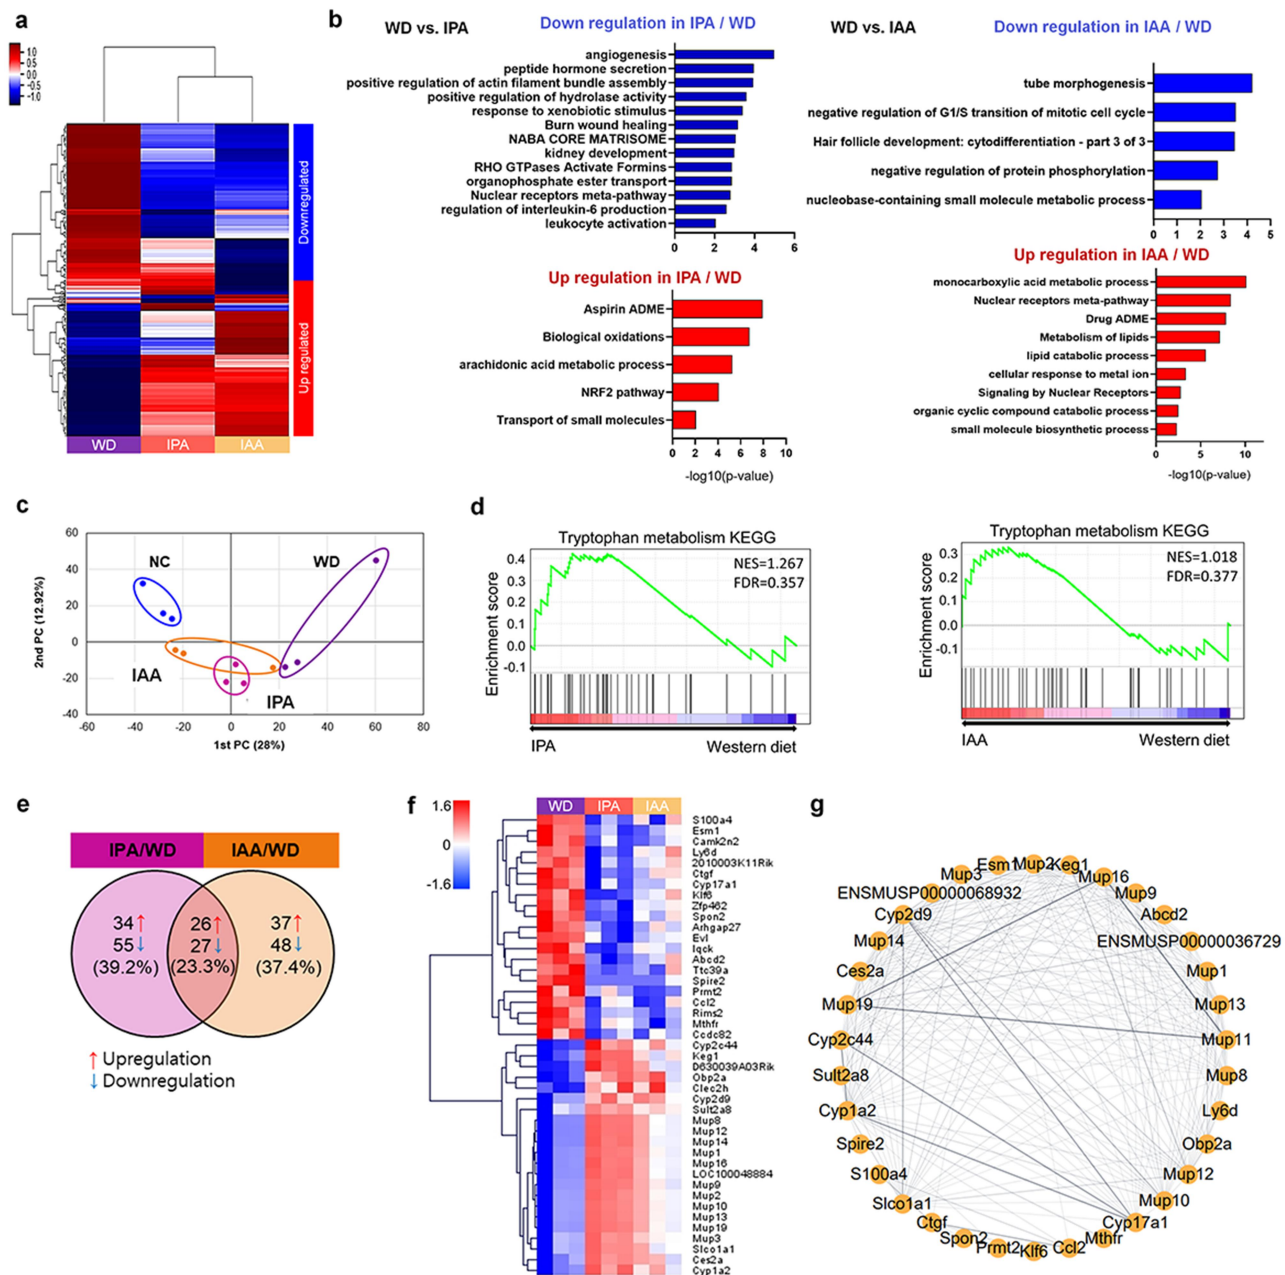 a
1.0
0.5
0.0
-0.5
-1.0
Downregulated
Up regulated
WD IPA IAA
b
WD vs. IPA
Down regulation in IPA / WD
angiogenesis
peptide hormone secretion
positive regulation of actin filament bundle assembly
positive regulation of hydrolase activity
response to xenobiotic stimulus
Burn wound healing
NABA CORE MATRISOME
kidney development
RHO GTPases Activate Formins
organophosphate ester transport
Nuclear receptors meta-pathway
regulation of interleukin-6 production
leukocyte activation
0 2 4 6
Up regulation in IPA / WD
Aspirin ADME
Biological oxidations
arachidonic acid metabolic process
NRF2 pathway
Transport of small molecules
0 2 4 6 8 10
-log10(p-value)
WD vs. IAA
Down regulation in IAA / WD
tube morphogenesis
negative regulation of G1/S transition of mitotic cell cycle
Hair follicle development: cytodifferentiation - part 3 of 3
negative regulation of protein phosphorylation
nucleobase-containing small molecule metabolic process
0 1 2 3 4 5
Up regulation in IAA / WD
monocarboxylic acid metabolic process
Nuclear receptors meta-pathway
Drug ADME
Metabolism of lipids
lipid catabolic process
cellular response to metal ion
Signaling by Nuclear Receptors
organic cyclic compound catabolic process
small molecule biosynthetic process
0 5 10
-log10(p-value)
c
60
40
20
0
-20
-40
2nd PC (12.92%)
NC
WD
IAA
IPA
-60 -40 -20 0 20 40 60 80
1st PC (28%)
d
Tryptophan metabolism KEGG
NES=1.267
FDR=0.357
Enrichment score
0.4
0.3
0.2
0.1
0.0
-0.1
IPA Western diet
Tryptophan metabolism KEGG
NES=1.018
FDR=0.377
Enrichment score
0.3
0.2
0.1
0.0
-0.1
IAA Western diet
e
IPA/WD IAA/WD
34↑ 26↑ 37↑
55↓ 27↓ 48↓
(39.2%) (23.3%) (37.4%)
↑ Upregulation
↓ Downregulation
f
1.6
0
-1.6
WD IPA IAA
S100a4
Esm1
Camk2n2
Ly6d
2010003K11Rik
Ctgf
Cyp17a1
Klf6
Zfp462
Spon2
Arhgap27
Evl
Iqck
Abcd2
Ttc39a
Spire2
Prmt2
Ccl2
Rims2
Mthfr
Ccdc82
Cyp2c44
Keg1
D630039A03Rik
Obp2a
Clec2h
Cyp2d9
Sult2a8
Mup8
Mup12
Mup14
Mup1
Mup16
LOC100048884
Mup9
Mup2
Mup10
Mup13
Mup19
Mup3
Slco1a1
Ces2a
Cyp1a2
g
Mup3
Esm1
Mup2
Keg1
Mup16
Mup9
Abcd2
ENSMUSP00000036729
Mup1
Mup13
Mup11
Mup8
Ly6d
Obp2a
Mup12
Mup10
Cyp17a1
Mthfr
Ccl2
Klf6
Prmt2
Spon2
Ctgf
Slco1a1
S100a4
Spire2
Cyp1a2
Sult2a8
Cyp2c44
Mup19
Ces2a
Mup14
Cyp2d9
ENSMUSP00000068932